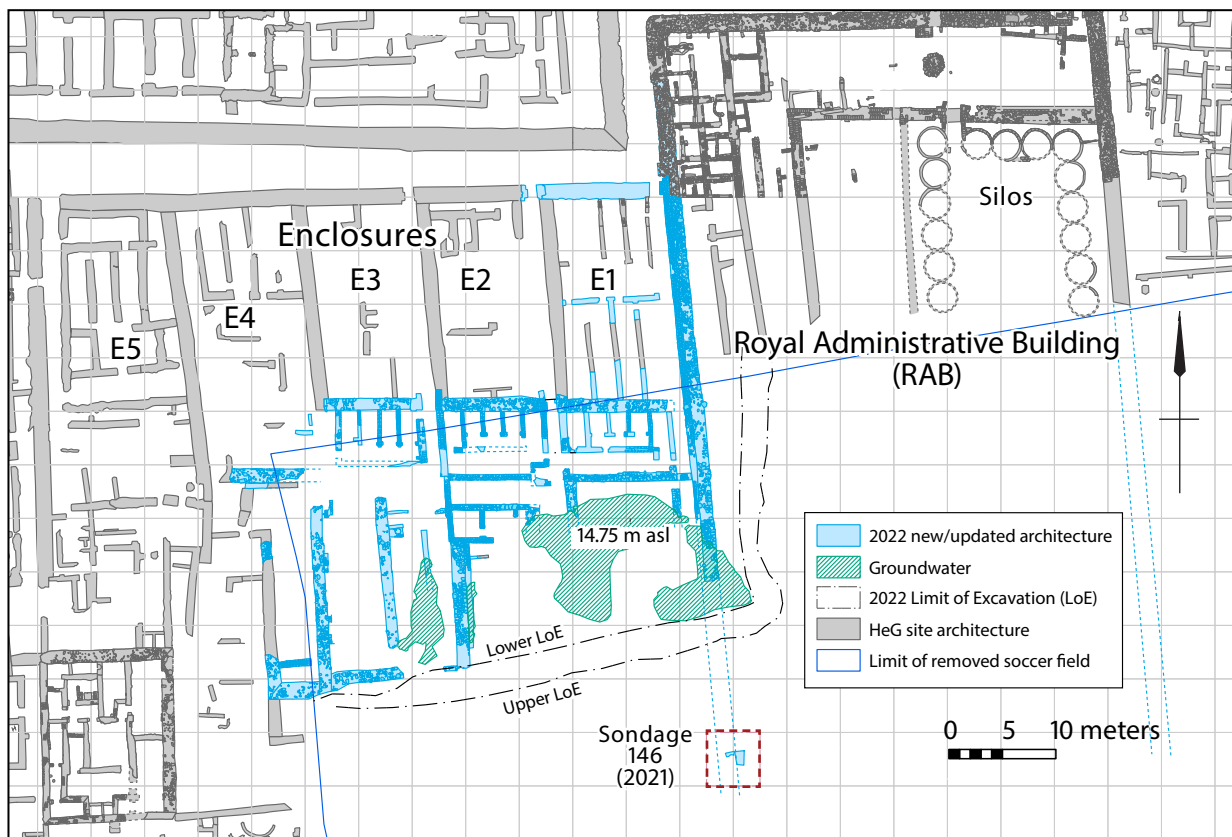 Silos
Enclosures
E3
E2
E1
E4
E5
Royal Administrative Building
(RAB)
14.75 m asl
2022 new/updated architecture
Groundwater
2022 Limit of Excavation (LoE)
HeG site architecture
Limit of removed soccer field
Lower LoE
Upper LoE
Sondage
146
(2021)
0 5 10 meters